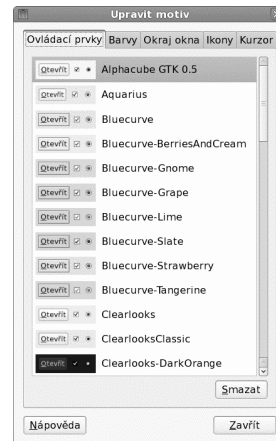 Upravit motiv
Ovládací prvky Barvy Okraj okna Ikony Kurzor
Otevřít Alphacube GTK 0.5
Otevřít Aquarius
Otevřít Bluecurve
Otevřít Bluecurve-BerriesAndCream
Otevřít Bluecurve-Gnome
Otevřít Bluecurve-Grape
Otevřít Bluecurve-Lime
Otevřít Bluecurve-Slate
Otevřít Bluecurve-Strawberry
Otevřít Bluecurve-Tangerine
Otevřít Clearlooks
Otevřít ClearlooksClassic
Otevřít Clearlooks-DarkOrange
Smazat
Nápověda Zavřít